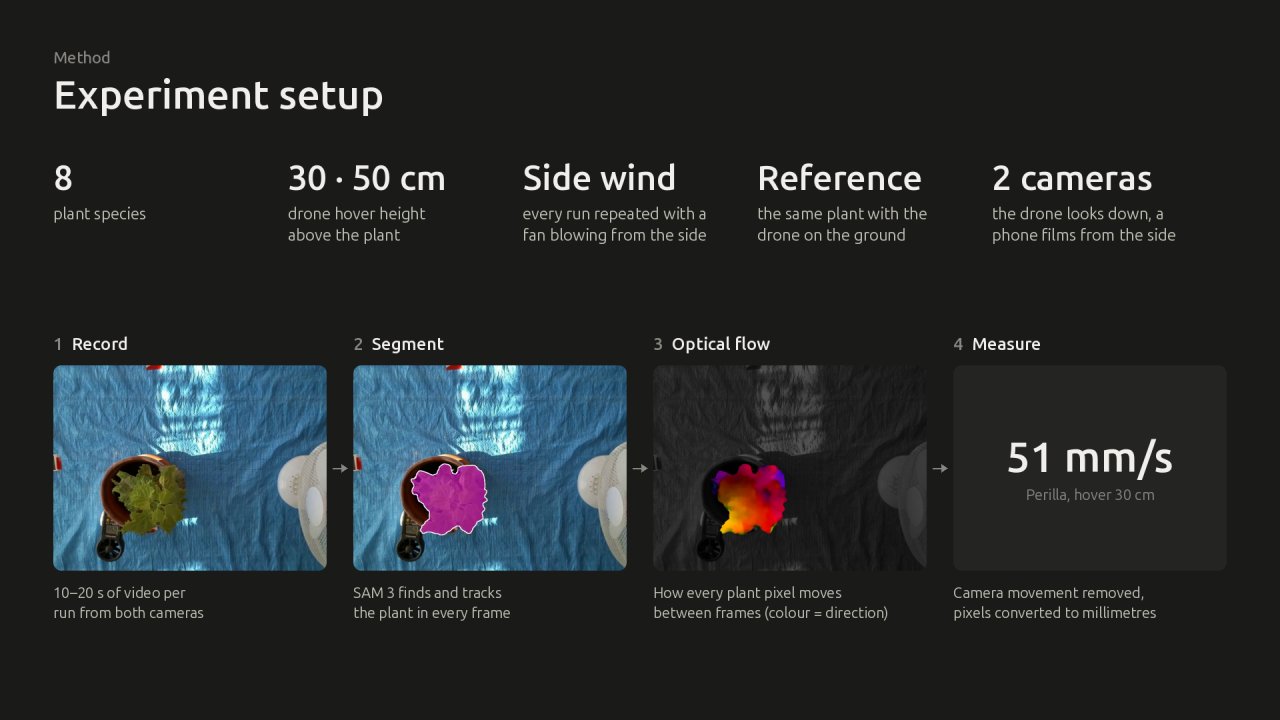 Method
Experiment setup
8
plant species
30 · 50 cm
drone hover height
above the plant
Side wind
every run repeated with a
fan blowing from the side
Reference
the same plant with the
drone on the ground
2 cameras
the drone looks down, a
phone films from the side
1 Record
10–20 s of video per
run from both cameras
2 Segment
SAM 3 finds and tracks
the plant in every frame
3 Optical flow
How every plant pixel moves
between frames (colour = direction)
4 Measure
51 mm/s
Perilla, hover 30 cm
Camera movement removed,
pixels converted to millimetres